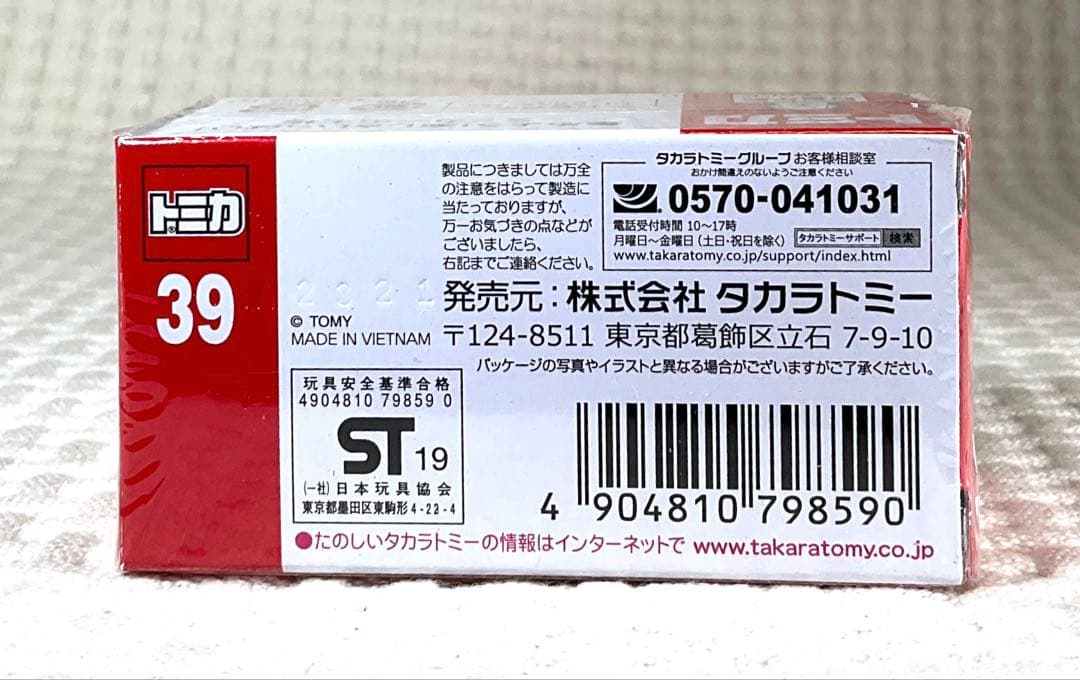 トミカ
39
製品につきましては万全
の注意をはらって製造に
当たっておりますが、
万一お気づきの点などが
ございましたら、
右記までご連絡ください。
タカラトミーグループ お客様相談室
おかけ間違えのないようご注意ください
0570-041031
電話受付時間 10〜17時
月曜日〜金曜日 (土日・祝日を除く) タカラトミーサポート 検索
www.takaratomy.co.jp/support/index.html
© TOMY
MADE IN VIETNAM
発売元：株式会社 タカラトミー
〒124-8511 東京都葛飾区立石 7-9-10
パッケージの写真やイラストと異なる場合がございますがご了承ください。
玩具安全基準合格
4904810 79859 0
ST 19
(一社) 日本玩具協会
東京都墨田区東駒形 4-22-4
4 904810 798590
●たのしいタカラトミーの情報はインターネットで www.takaratomy.co.jp